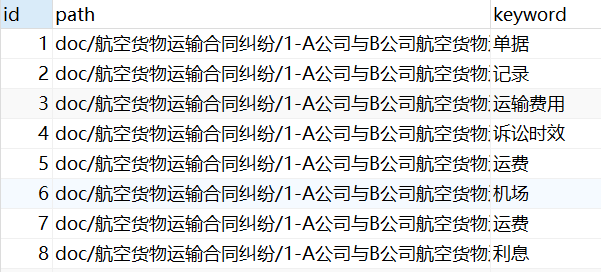 id path keyword
1 doc/航空货物运输合同纠纷/1-A公司与B公司航空货物 单据
2 doc/航空货物运输合同纠纷/1-A公司与B公司航空货物 记录
3 doc/航空货物运输合同纠纷/1-A公司与B公司航空货物 运输费用
4 doc/航空货物运输合同纠纷/1-A公司与B公司航空货物 诉讼时效
5 doc/航空货物运输合同纠纷/1-A公司与B公司航空货物 运费
6 doc/航空货物运输合同纠纷/1-A公司与B公司航空货物 机场
7 doc/航空货物运输合同纠纷/1-A公司与B公司航空货物 运费
8 doc/航空货物运输合同纠纷/1-A公司与B公司航空货物 利息